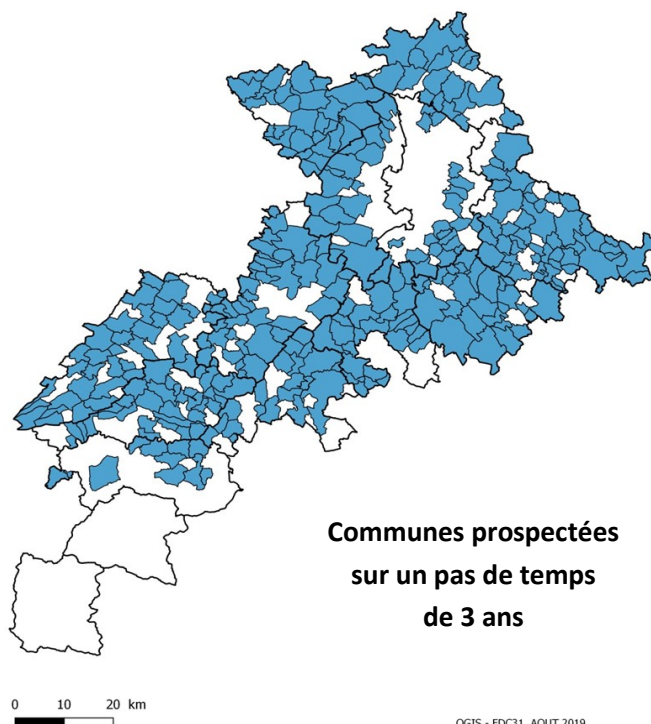 Communes prospectées
sur un pas de temps
de 3 ans
0 10 20 km
QGIS - FDC31, AOUT 2019